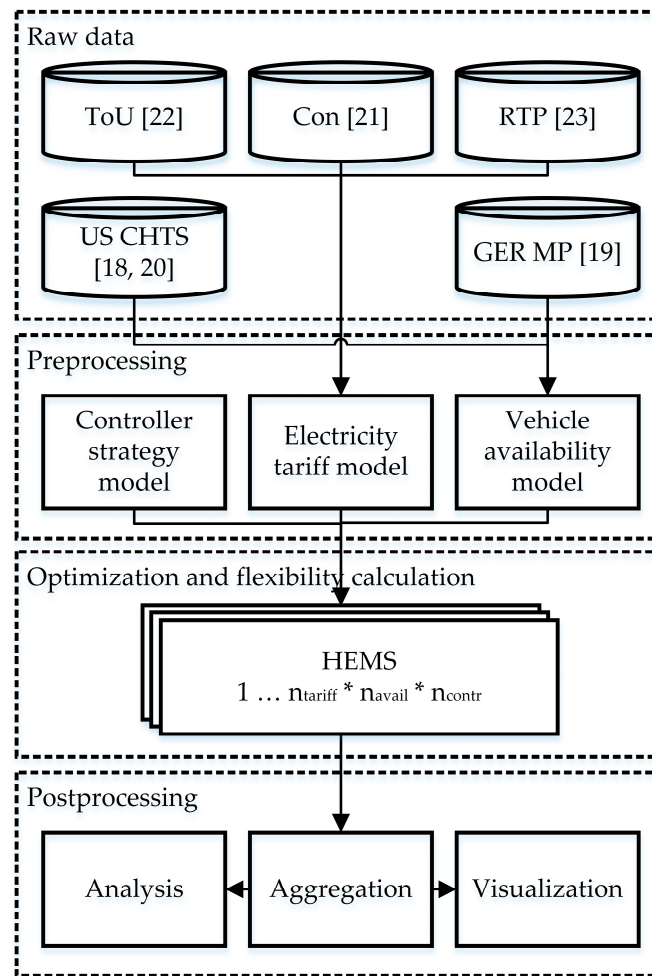 Raw data
ToU [22]
Con [21]
RTP [23]
US CHTS
[18, 20]
GER MP [19]
Preprocessing
Controller
strategy
model
Electricity
tariff model
Vehicle
availability
model
Optimization and flexibility calculation
HEMS
1 … ntariff * navail * ncontr
Postprocessing
Analysis
Aggregation
Visualization